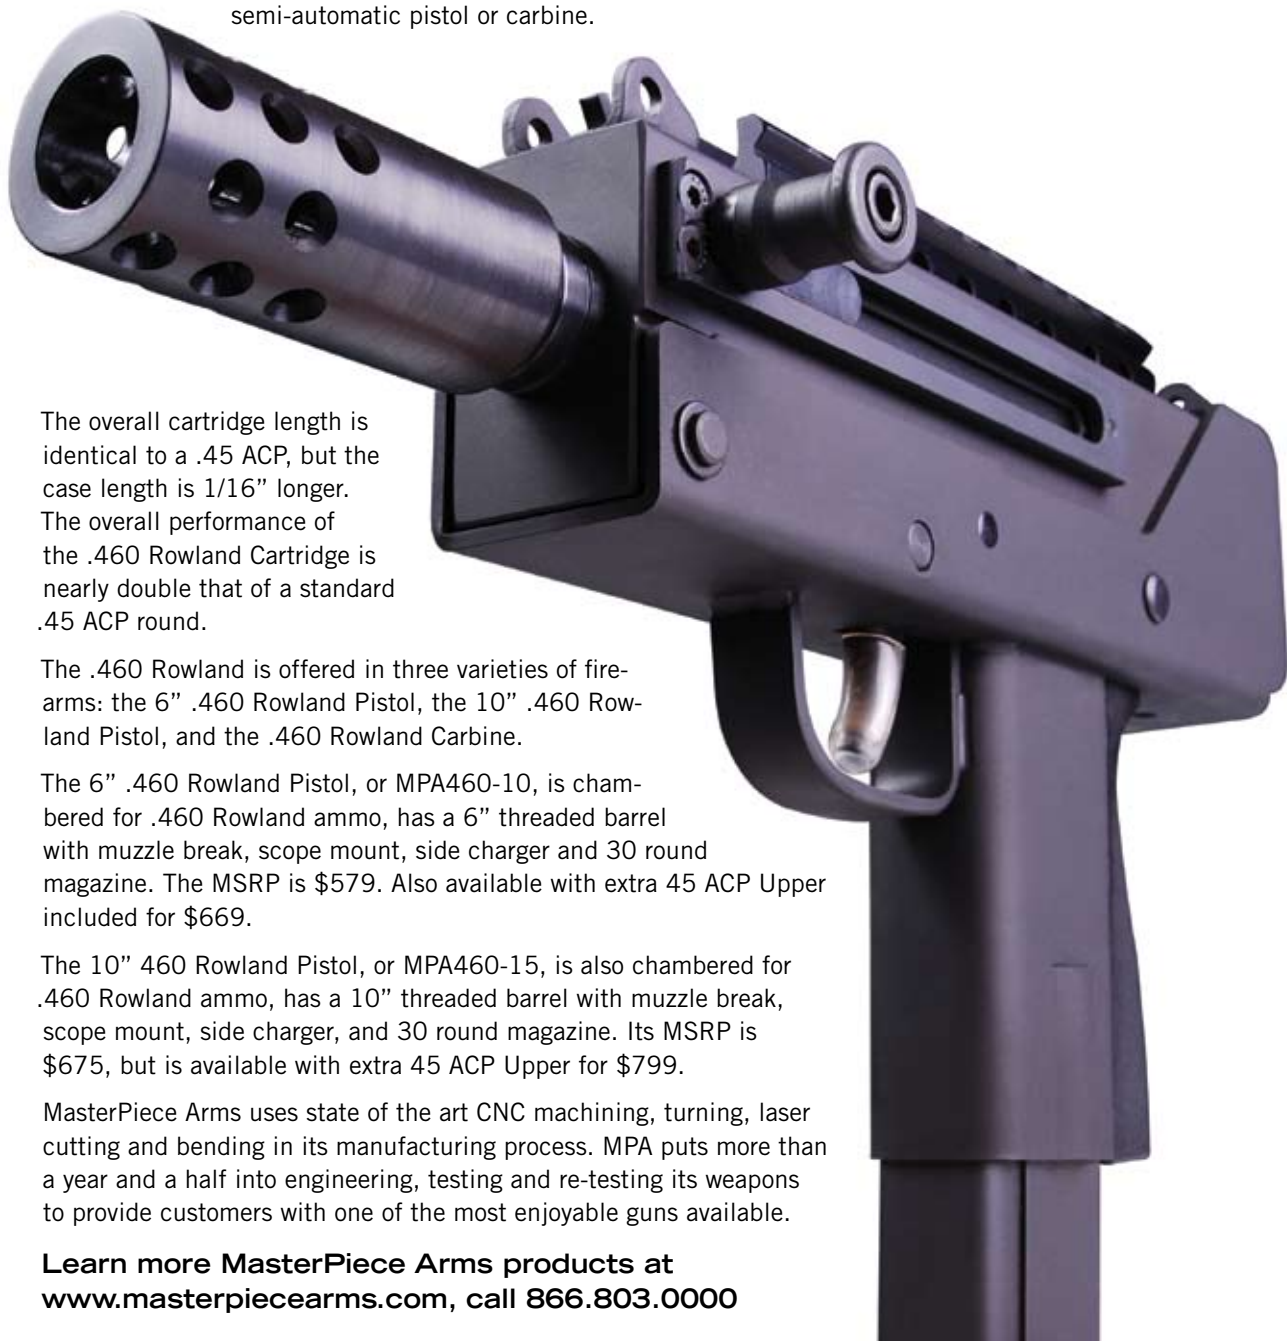 semi-automatic pistol or carbine.
The overall cartridge length is
identical to a .45 ACP, but the
case length is 1/16” longer.
The overall performance of
the .460 Rowland Cartridge is
nearly double that of a standard
.45 ACP round.
The .460 Rowland is offered in three varieties of fire-
arms: the 6” .460 Rowland Pistol, the 10” .460 Row-
land Pistol, and the .460 Rowland Carbine.
The 6” .460 Rowland Pistol, or MPA460-10, is cham-
bered for .460 Rowland ammo, has a 6” threaded barrel
with muzzle break, scope mount, side charger and 30 round
magazine. The MSRP is $579. Also available with extra 45 ACP Upper
included for $669.
The 10” 460 Rowland Pistol, or MPA460-15, is also chambered for
.460 Rowland ammo, has a 10” threaded barrel with muzzle break,
scope mount, side charger, and 30 round magazine. Its MSRP is
$675, but is available with extra 45 ACP Upper for $799.
MasterPiece Arms uses state of the art CNC machining, turning, laser
cutting and bending in its manufacturing process. MPA puts more than
a year and a half into engineering, testing and re-testing its weapons
to provide customers with one of the most enjoyable guns available.
Learn more MasterPiece Arms products at
www.masterpiecearms.com, call 866.803.0000